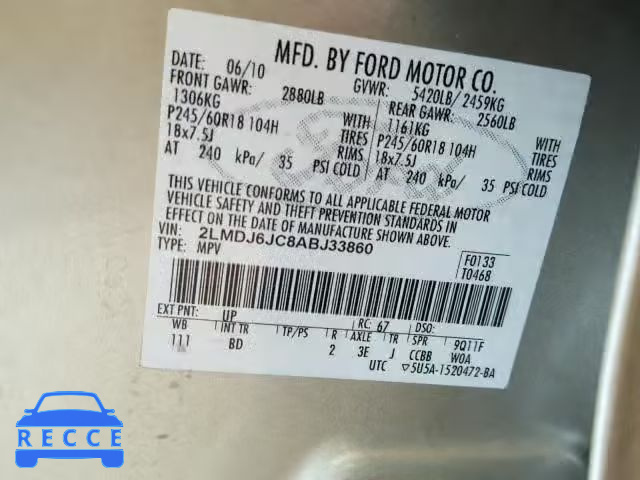 MFD. BY FORD MOTOR CO.
DATE: 06/10 GVWR: 5420LB/ 2459KG
FRONT GAWR: 2880LB REAR GAWR: 2560LB
1306KG WITH 1161KG WITH
P245/60R18 104H TIRES P245/60R18 104H TIRES
18x7.5J RIMS 18x7.5J RIMS
AT 240 kPa/ 35 PSI COLD AT 240 kPa/ 35 PSI COLD
THIS VEHICLE CONFORMS TO ALL APPLICABLE FEDERAL MOTOR
VEHICLE SAFETY AND THEFT PREVENTION STANDARDS IN
EFFECT ON THE DATE OF MANUFACTURE SHOWN ABOVE.
VIN: 2LMDJ6JC8ABJ33860 F0133
TYPE: MPV T0468
EXT PNT: UP RC: 67 DSO:
WB INT TR TP/PS R AXLE TR SPR 9Q11F
111 BD 2 3E J CCBB W0A
UTC ▽5U5A-1520472-BA
Ford
RECCE